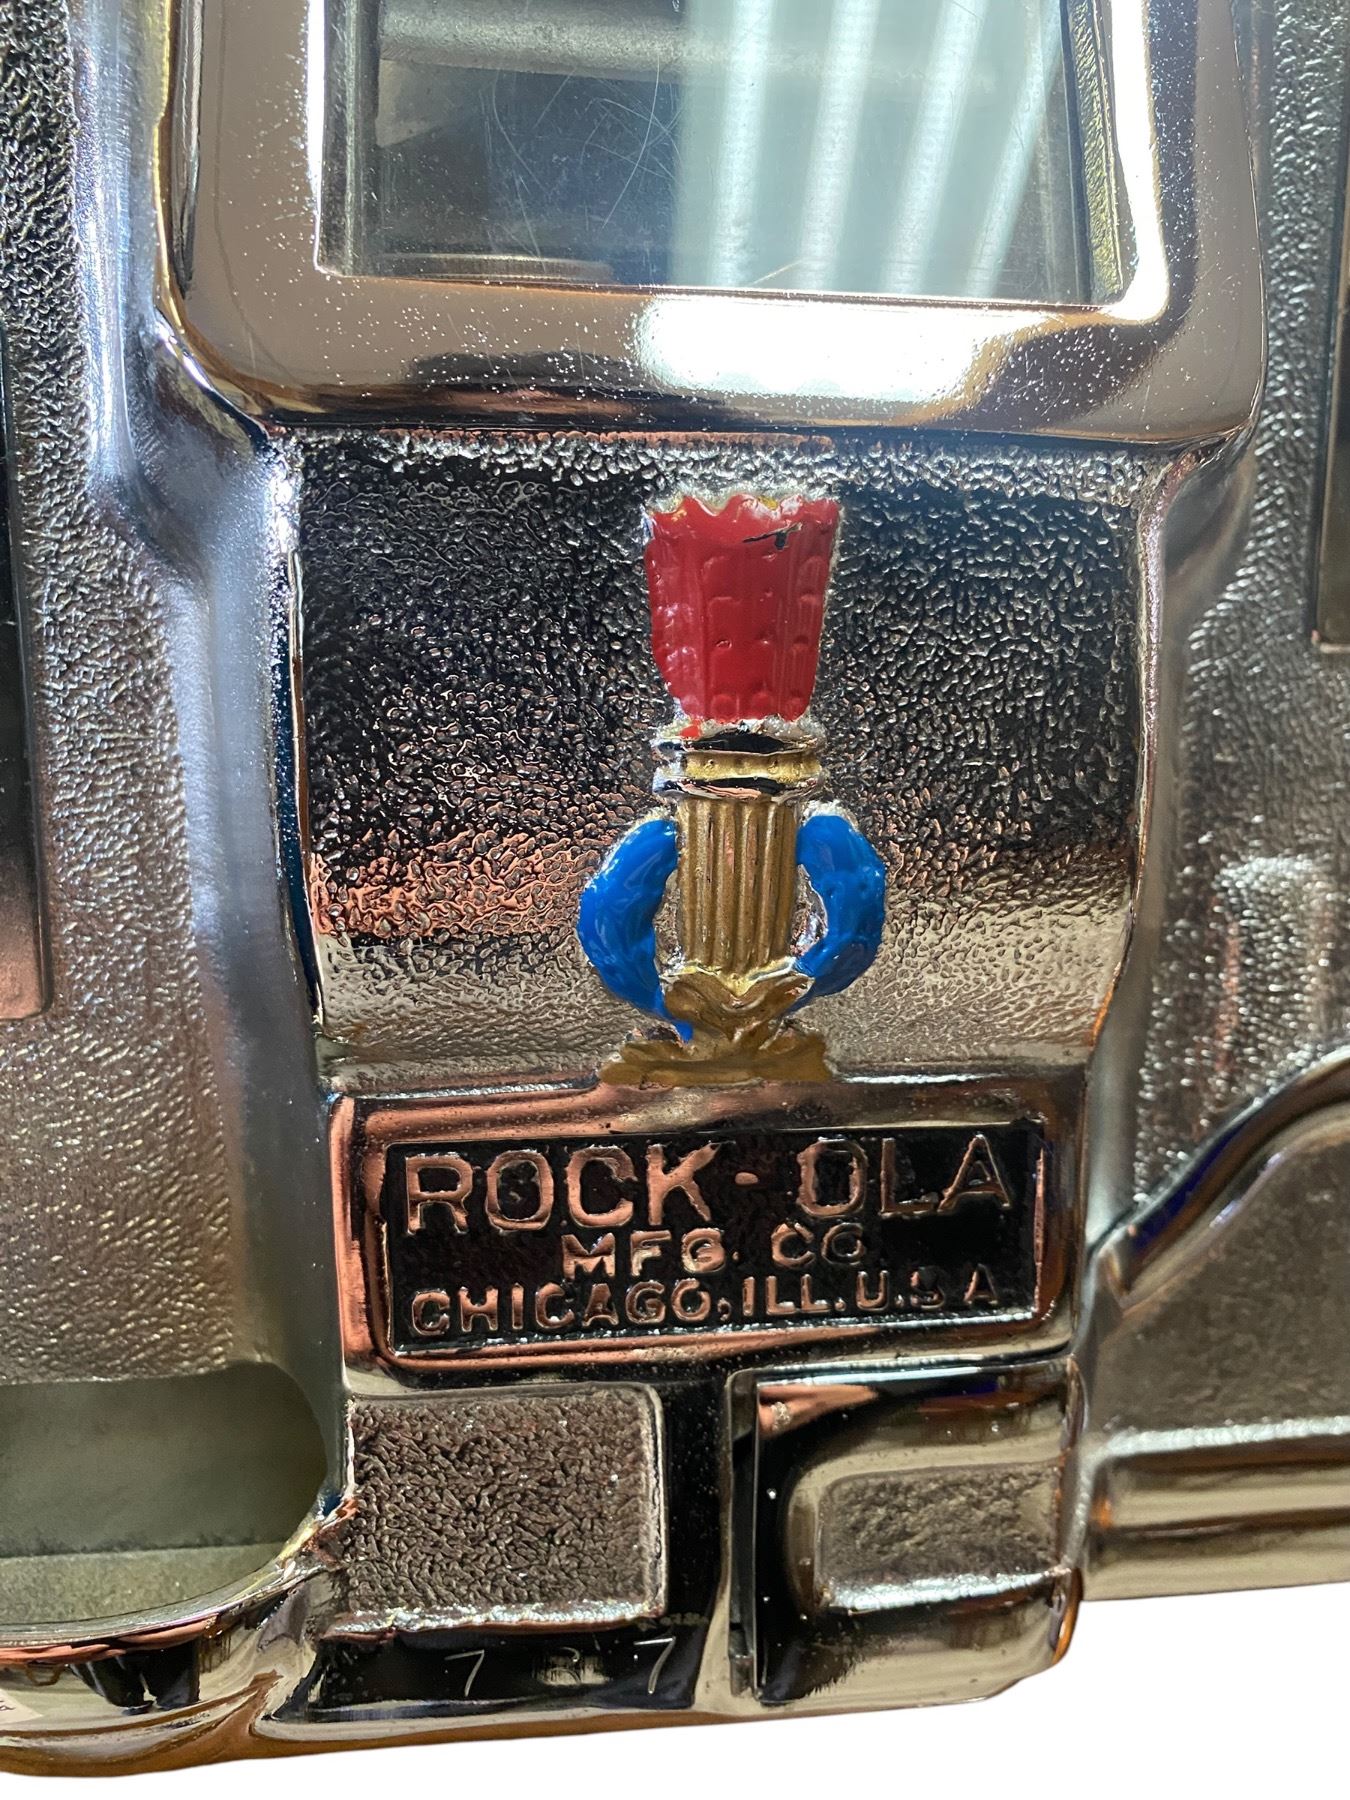 ROCK-OLA
MFG. CO
CHICAGO, ILL. U.S.A